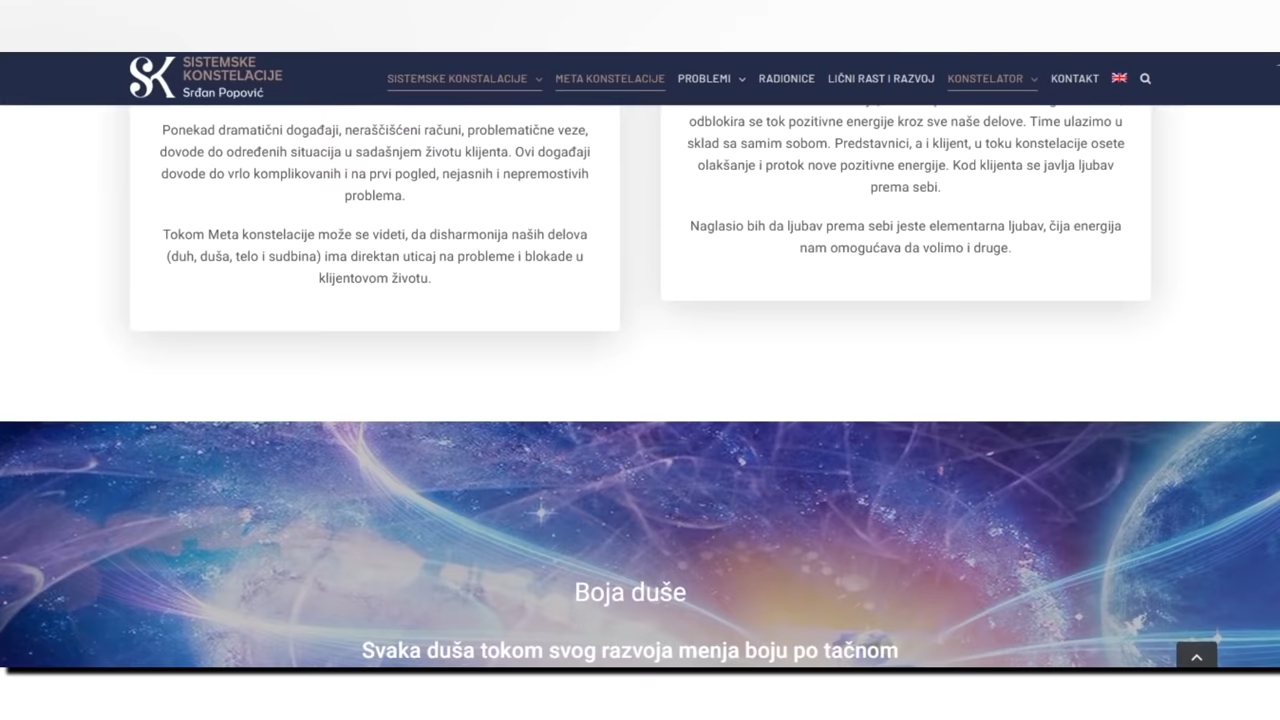 SISTEMSKE
KONSTELACIJE
Srđan Popović
SISTEMSKE KONSTALACIJE META KONSTELACIJE PROBLEMI RADIONICE LIČNI RAST I RAZVOJ KONSTELATOR KONTAKT
Ponekad dramatični događaji, neraščišćeni računi, problematične veze,
dovode do određenih situacija u sadašnjem životu klijenta. Ovi događaji
dovode do vrlo komplikovanih i na prvi pogled, nejasnih i nepremostivih
problema.
Tokom Meta konstelacije može se videti, da disharmonija naših delova
(duh, duša, telo i sudbina) ima direktan uticaj na probleme i blokade u
klijentovom životu.
odblokira se tok pozitivne energije kroz sve naše delove. Time ulazimo u
sklad sa samim sobom. Predstavnici, a i klijent, u toku konstelacije osete
olakšanje i protok nove pozitivne energije. Kod klijenta se javlja ljubav
prema sebi.
Naglasio bih da ljubav prema sebi jeste elementarna ljubav, čija energija
nam omogućava da volimo i druge.
Boja duše
Svaka duša tokom svog razvoja menja boju po tačnom